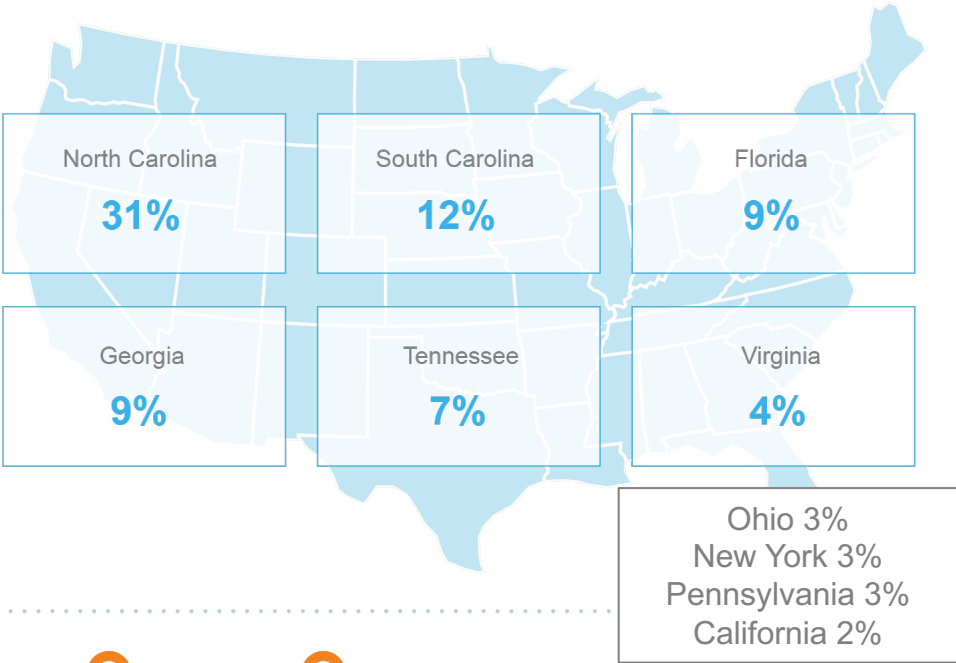 North Carolina
31%
South Carolina
12%
Florida
9%
Georgia
9%
Tennessee
7%
Virginia
4%
Ohio 3%
New York 3%
Pennsylvania 3%
California 2%